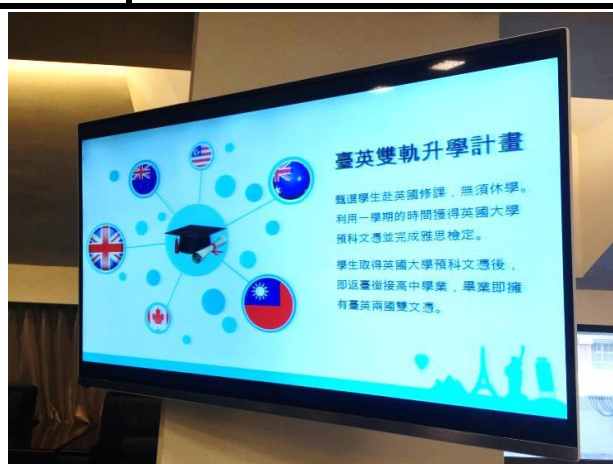 臺英雙軌升學計畫
甄選學生赴英國修課，無須休學。
利用一學期的時間獲得英國大學
預科文憑並完成雅思檢定。
學生取得英國大學預科文憑後，
即返臺銜接高中學業，畢業即擁
有臺英兩國雙文憑。